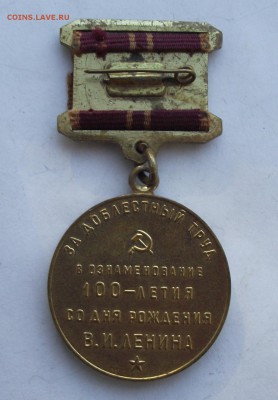 COINS.LAVE.RU
ЗА ДОБЛЕСТНЫЙ ТРУД
В ОЗНАМЕНОВАНИЕ
100-ЛЕТИЯ
СО ДНЯ РОЖДЕНИЯ
В.И.ЛЕНИНА